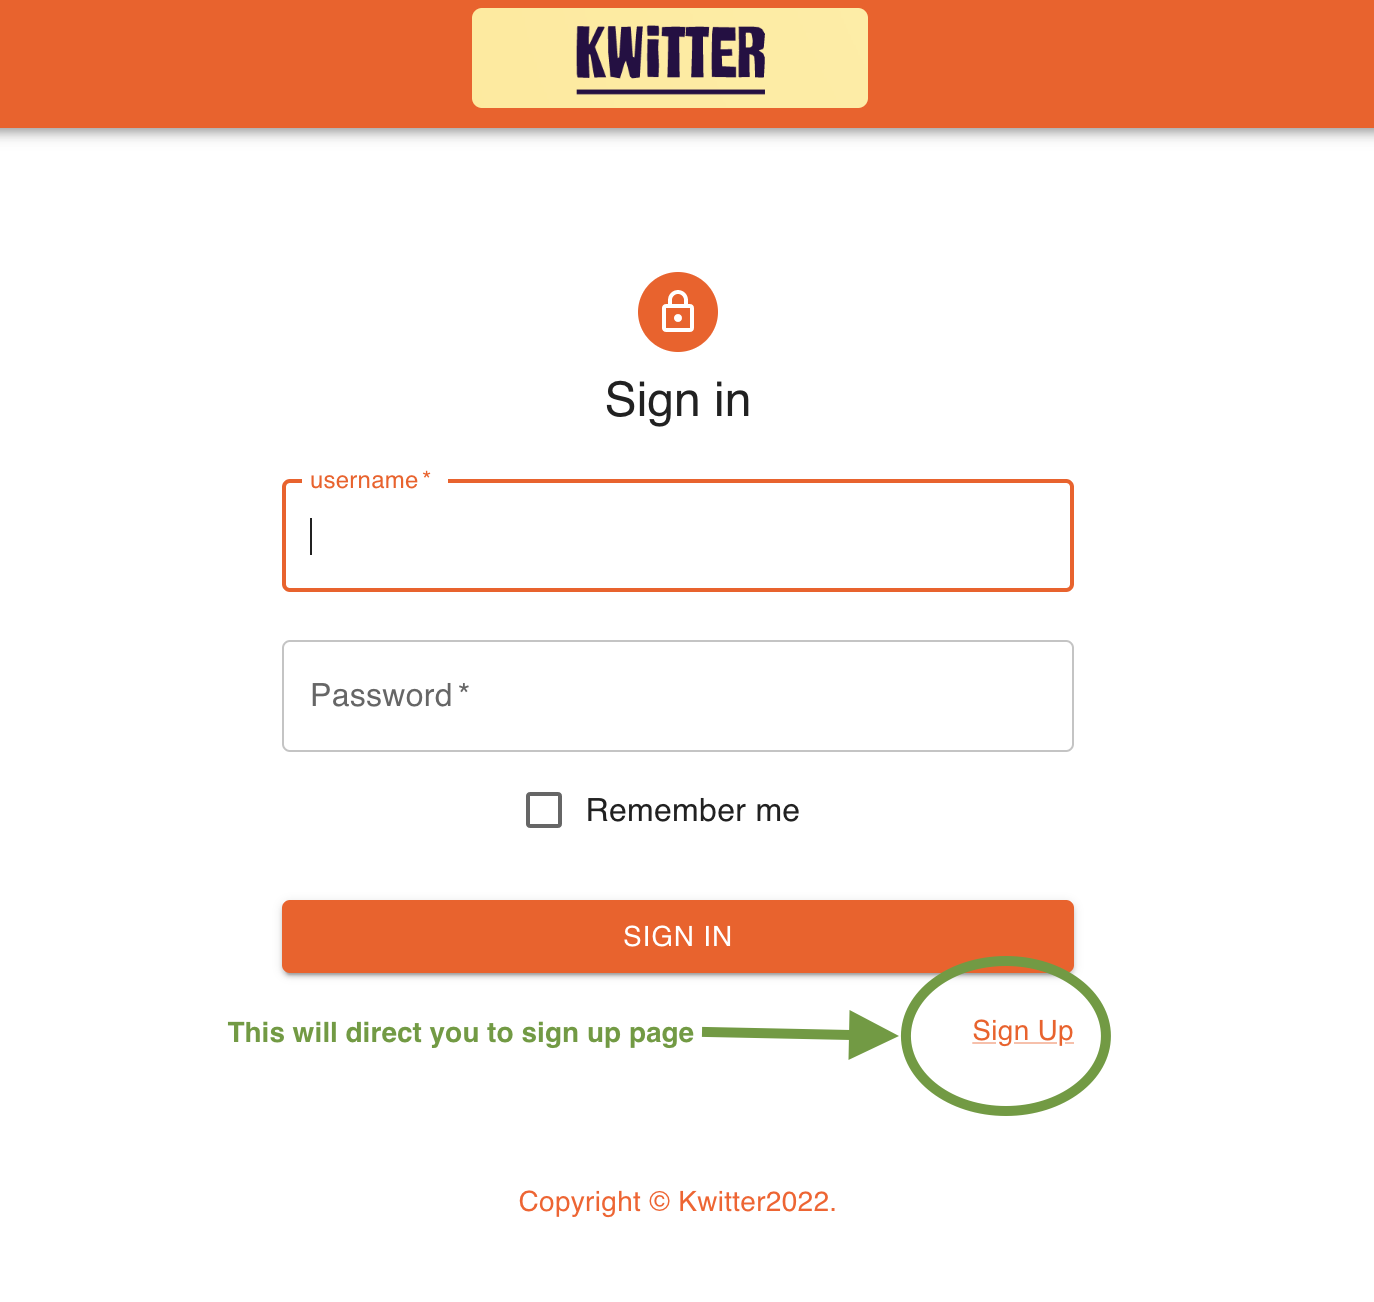 KWiTTER
Sign in
username *
Password *
Remember me
SIGN IN
This will direct you to sign up page
Sign Up
Copyright © Kwitter2022.